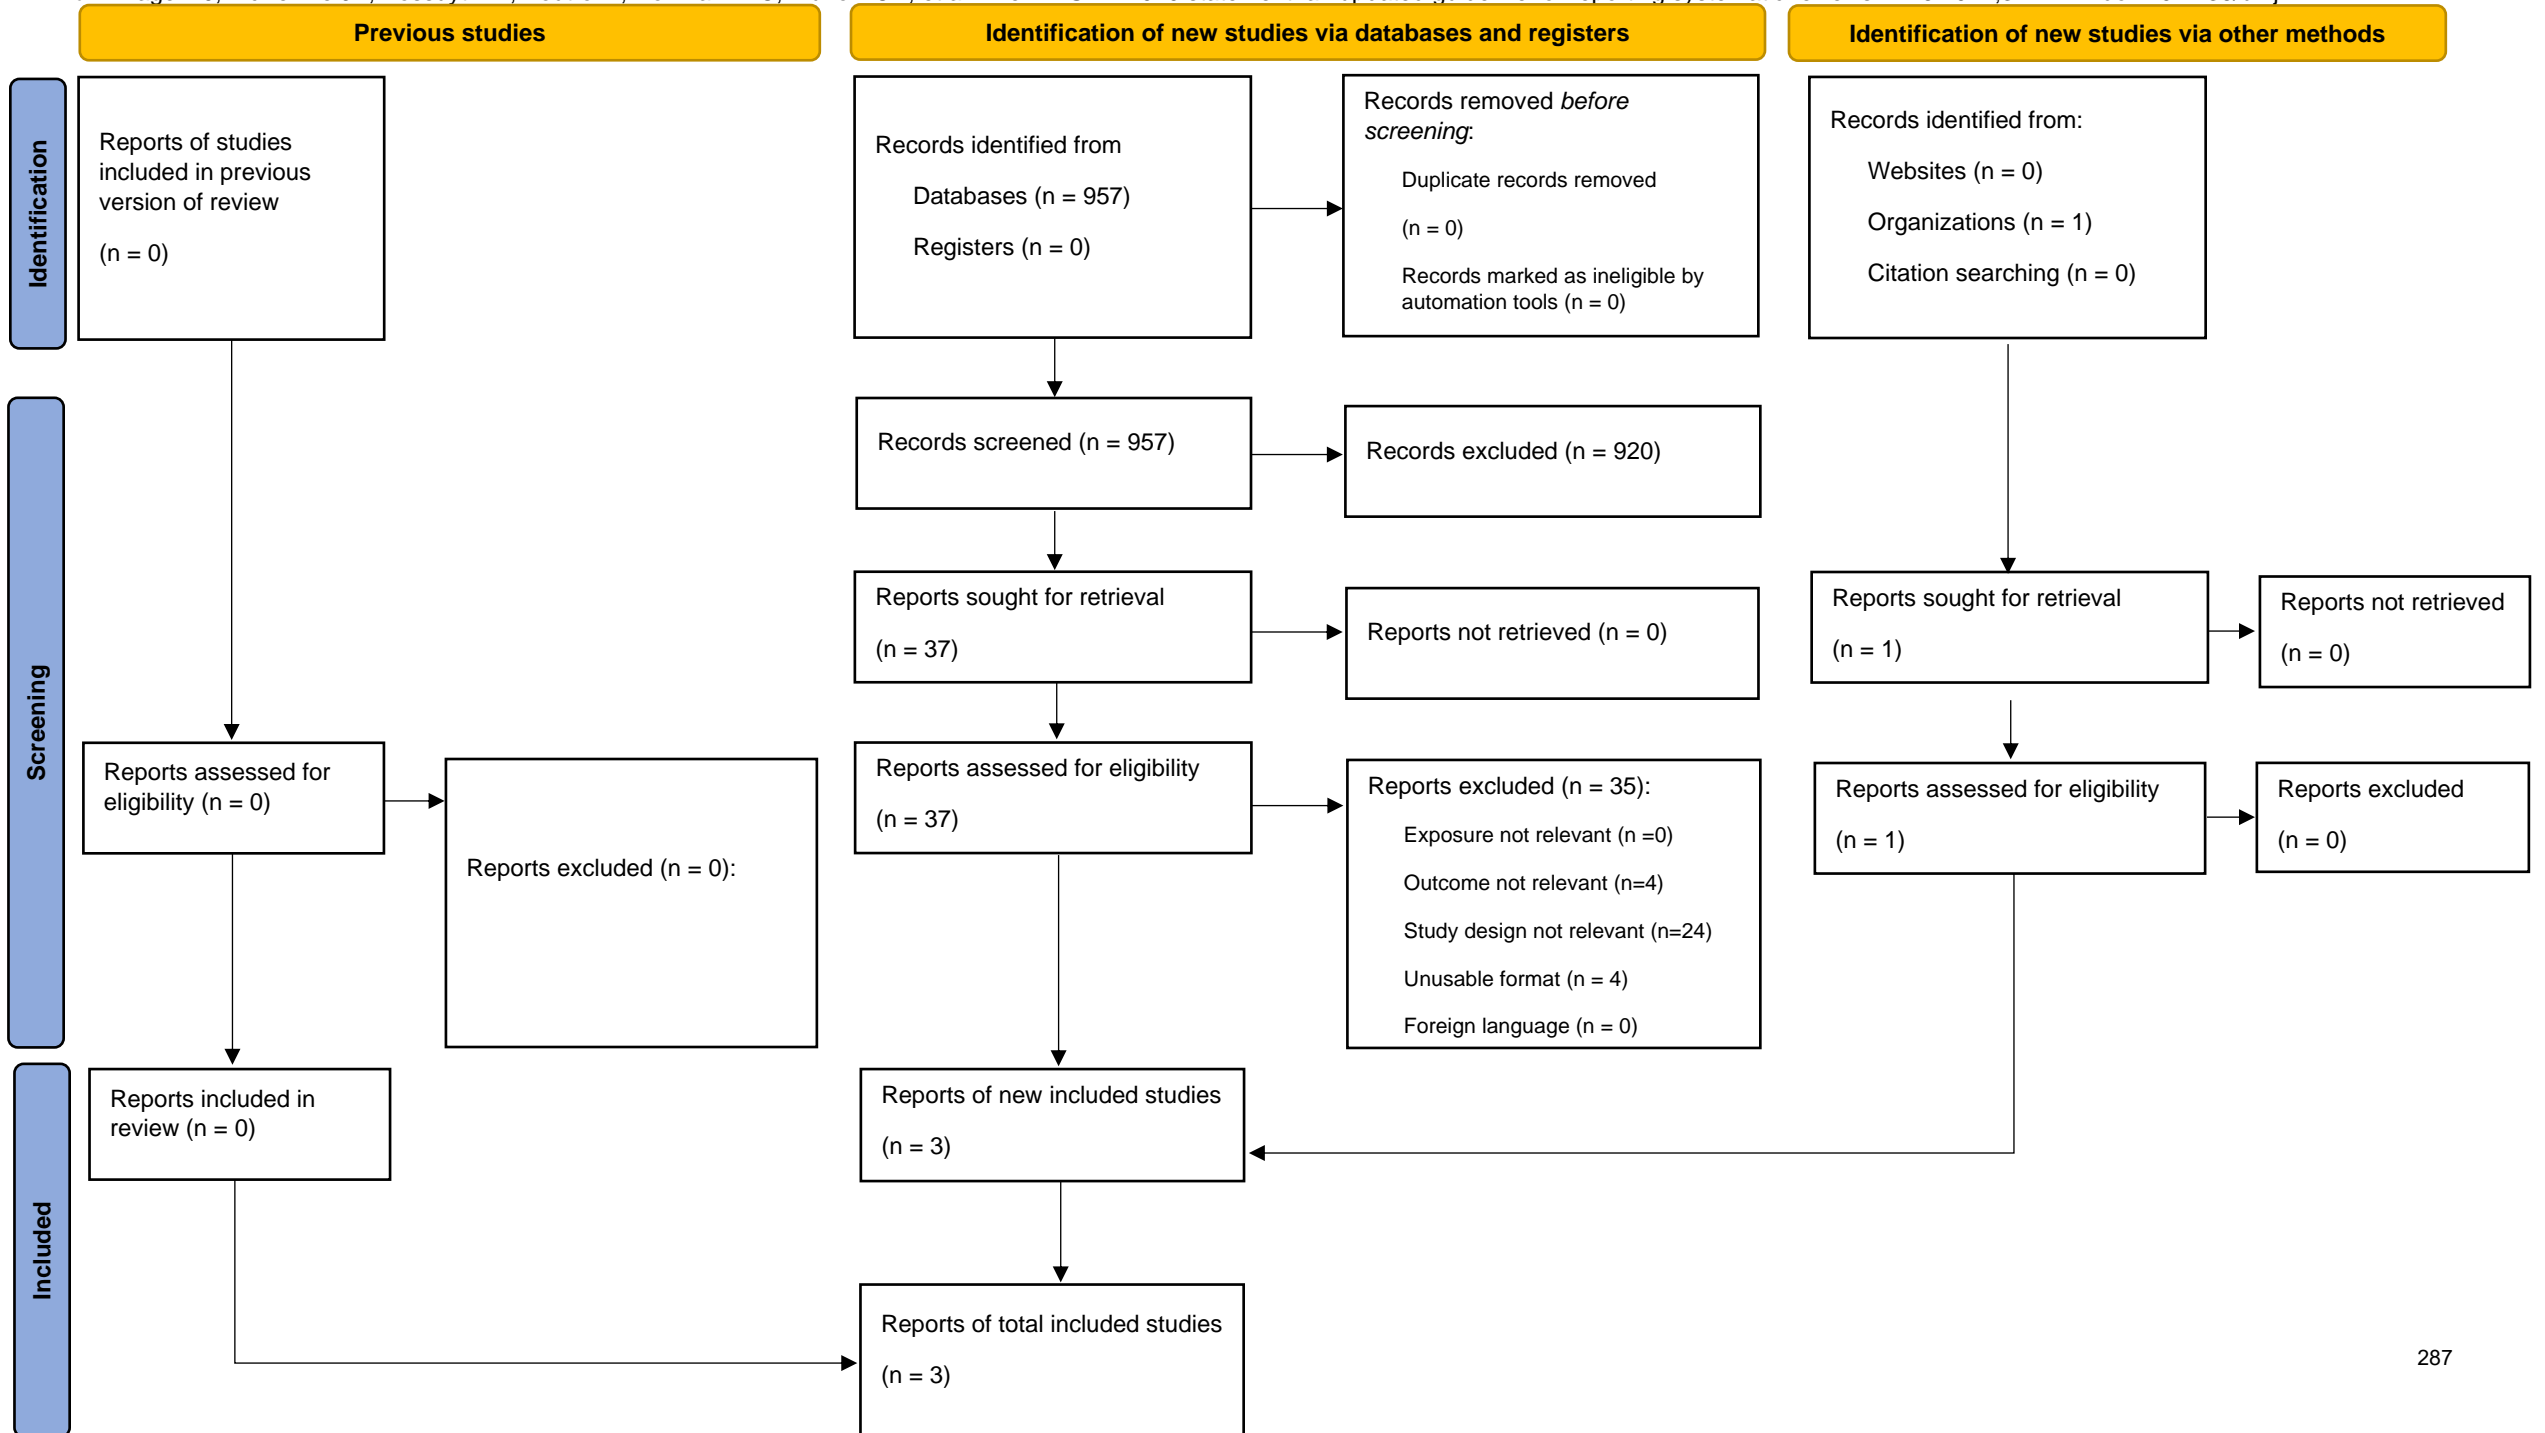 Previous studies
Identification of new studies via databases and registers
Identification of new studies via other methods
Identification
Reports of studies
included in previous
version of review
(n = 0)
Records identified from
Databases (n = 957)
Registers (n = 0)
Records removed before
screening:
Duplicate records removed
(n = 0)
Records marked as ineligible by
automation tools (n = 0)
Records identified from:
Websites (n = 0)
Organizations (n = 1)
Citation searching (n = 0)
Screening
Records screened (n = 957)
Records excluded (n = 920)
Reports sought for retrieval
(n = 37)
Reports not retrieved (n = 0)
Reports sought for retrieval
(n = 1)
Reports not retrieved
(n = 0)
Reports assessed for
eligibility (n = 0)
Reports excluded (n = 0):
Reports assessed for eligibility
(n = 37)
Reports excluded (n = 35):
Exposure not relevant (n =0)
Outcome not relevant (n=4)
Study design not relevant (n=24)
Unusable format (n = 4)
Foreign language (n = 0)
Reports assessed for eligibility
(n = 1)
Reports excluded
(n = 0)
Included
Reports included in
review (n = 0)
Reports of new included studies
(n = 3)
Reports of total included studies
(n = 3)
287